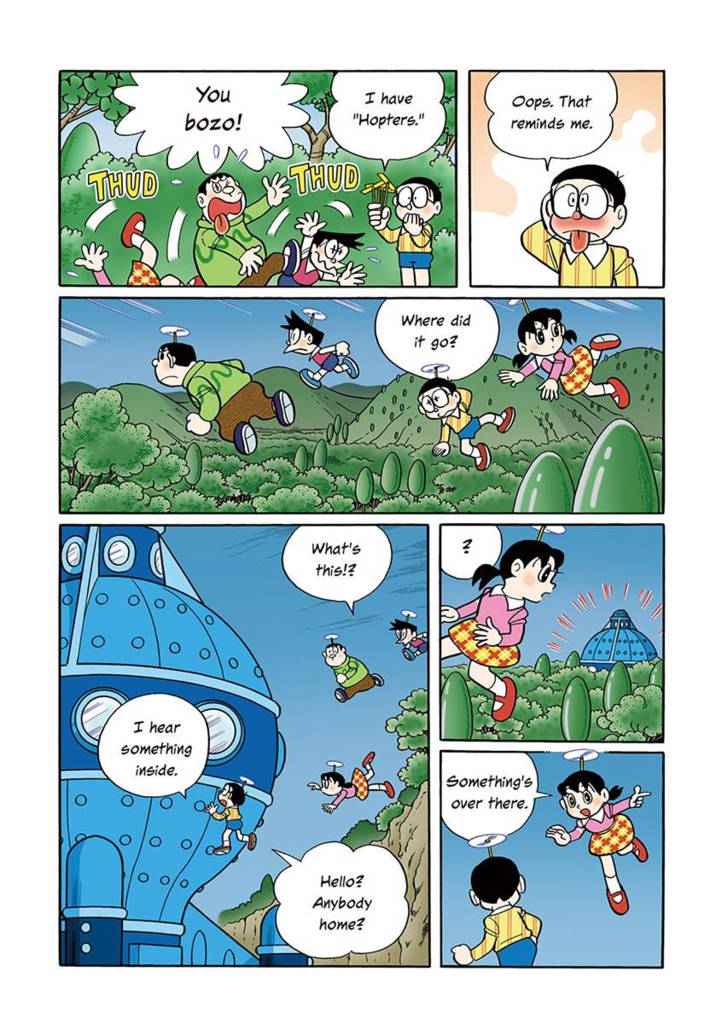 Oops. That
reminds me.
I have
"Hopters."
THUD
You
bozo!
THUD
Where did
it go?
?
Something's
over there.
What's
this!?
I hear
something
inside.
Hello?
Anybody
home?